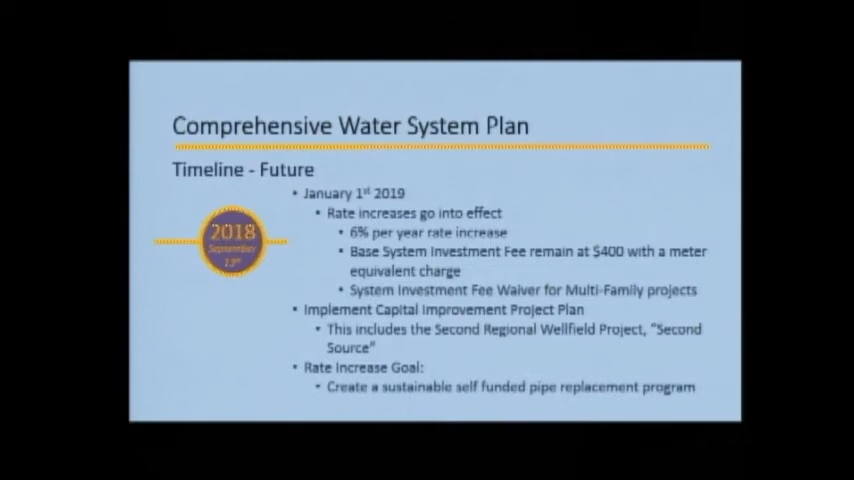 Comprehensive Water System Plan
Timeline - Future
2018
September
13th
• January 1st 2019
• Rate increases go into effect
• 6% per year rate increase
• Base System Investment Fee remain at $400 with a meter
equivalent charge
• System Investment Fee Waiver for Multi-Family projects
• Implement Capital Improvement Project Plan
• This includes the Second Regional Wellfield Project, “Second
Source”
• Rate Increase Goal:
• Create a sustainable self funded pipe replacement program